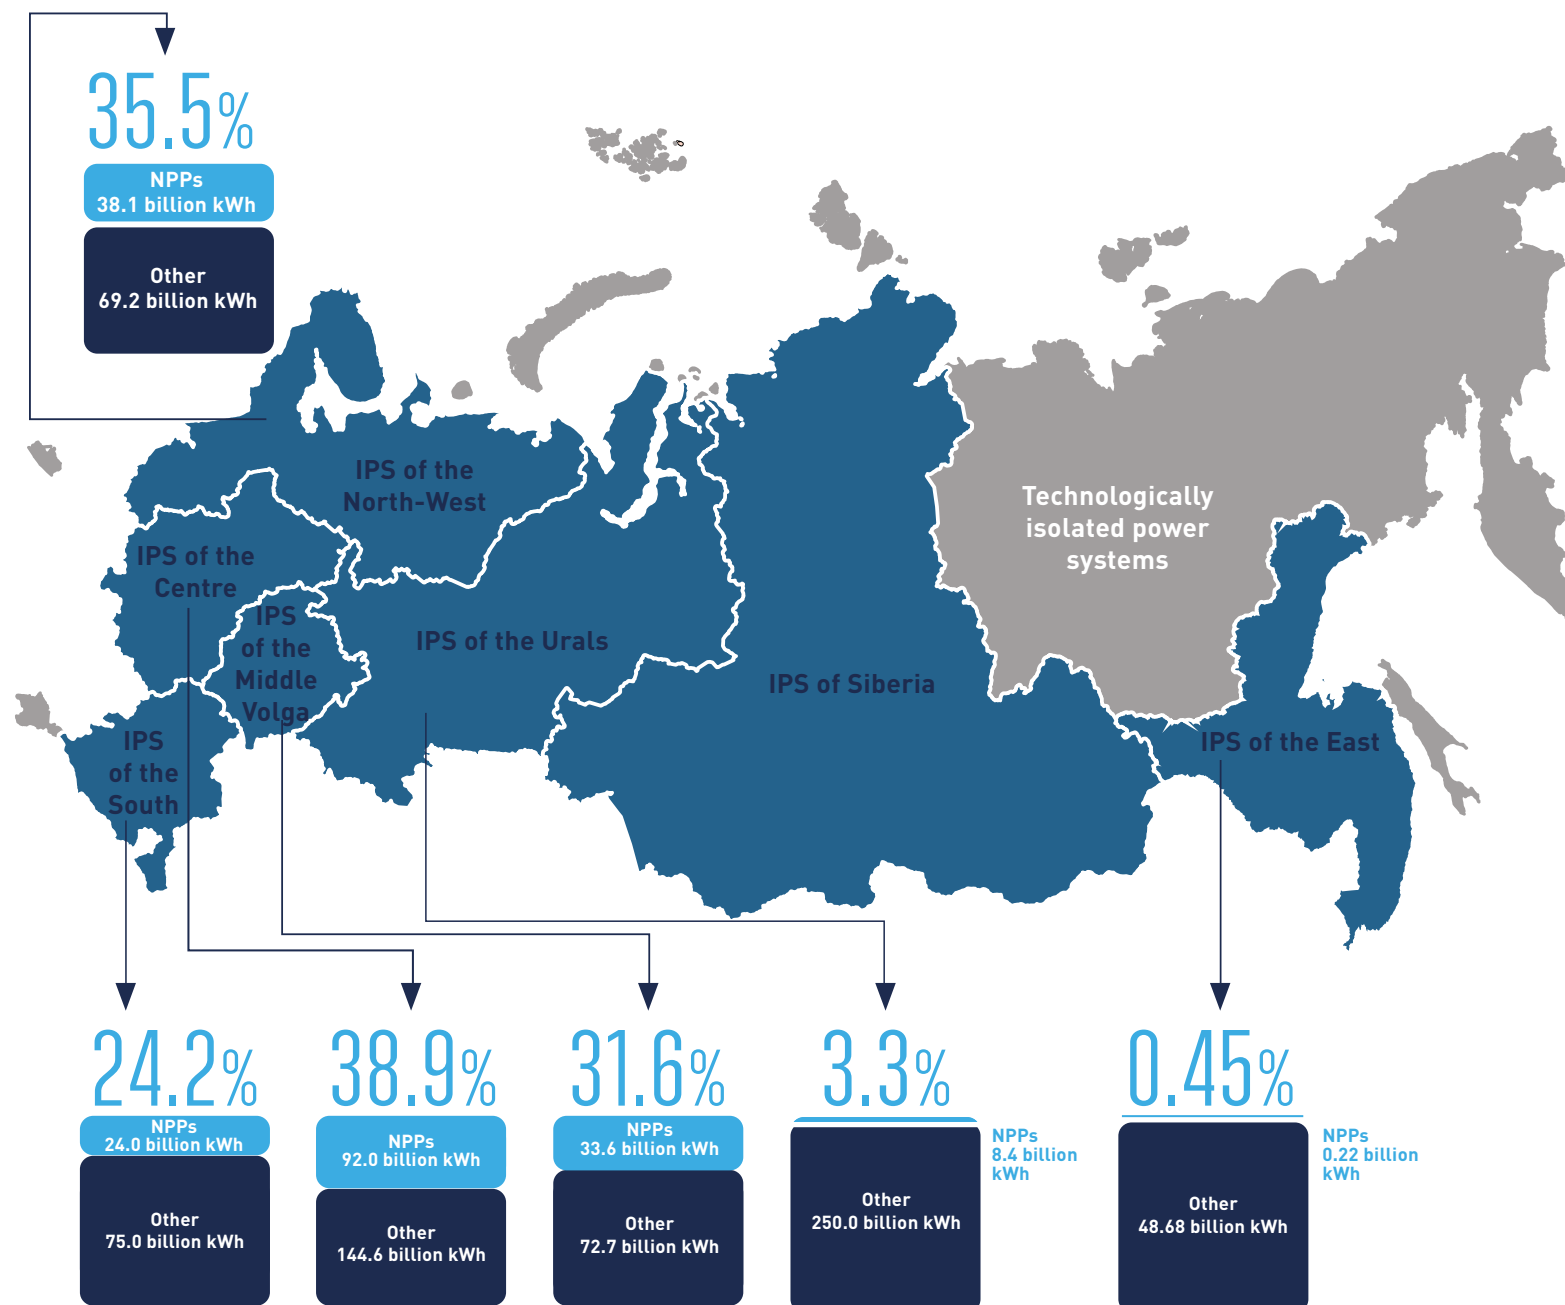 35.5%
NPPs
38.1 billion kWh
Other
69.2 billion kWh
IPS of the
North-West
IPS of the
Centre
IPS
of the
Middle
Volga
IPS of the Urals
IPS of Siberia
Technologically
isolated power
systems
IPS of the East
IPS
of the
South
24.2%
NPPs
24.0 billion kWh
Other
75.0 billion kWh
38.9%
NPPs
92.0 billion kWh
Other
144.6 billion kWh
31.6%
NPPs
33.6 billion kWh
Other
72.7 billion kWh
3.3%
NPPs
8.4 billion
kWh
Other
250.0 billion kWh
0.45%
NPPs
0.22 billion
kWh
Other
48.68 billion kWh